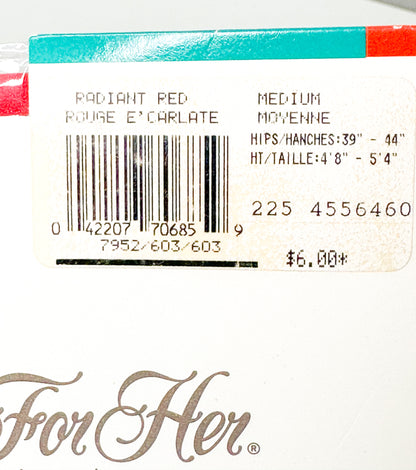 RADIANT RED
ROUGE E'CARLATE
MEDIUM
MOYENNE
HIPS/HANCHES:39" - 44"
HT/TAILLE:4'8" - 5'4"
0 42207 70685 9
7952/603/603
225 4556460
$6.00*
For Her®